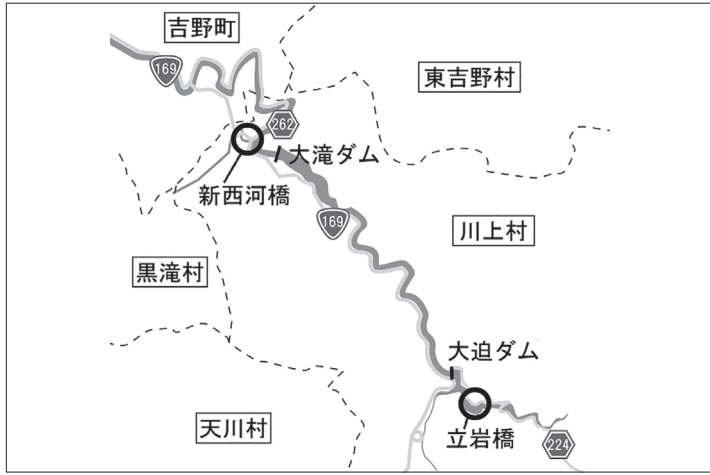 吉野町
169
東吉野村
262
大滝ダム
新西河橋
169
川上村
黒滝村
大迫ダム
天川村
立岩橋
224